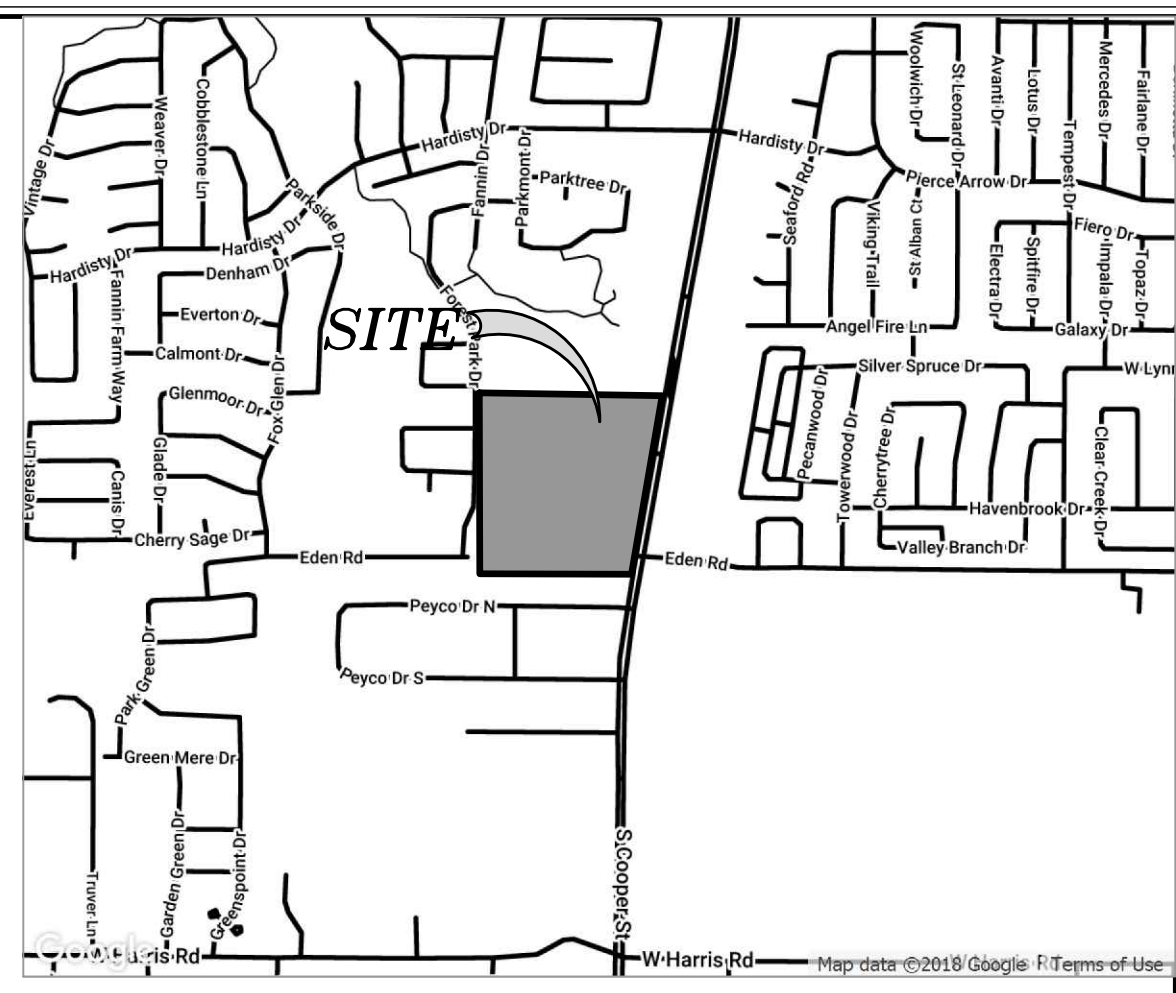 Woolwich Dr
St Leonard Dr
Avanti Dr
Lotus Dr
Tempest Dr
Mercedes Dr
Fairlane Dr
Vintage Dr
Weaver Dr
Cobblestone Ln
Hardisty Dr
Hardisty Dr
Fannin Dr
Parkmont Dr
Parktree Dr
Parkside Dr
Seaford Rd
Pierce Arrow Dr
Viking Trail
St Alban Ct
Fiero Dr
Electra Dr
Spitfire Dr
Impala Dr
Topaz Dr
Hardisty Dr
Hardisty Dr
Denham Dr
Fannin Farm Way
Everton Dr
Calmont Dr
Glenmoor Dr
Fox Glen Dr
SITE
Forest Park Dr
Angel Fire Ln
Galaxy Dr
Silver Spruce Dr
W Lynn
Pecanwood Dr
Towerwood Dr
Cherrytree Dr
Clear Creek Dr
Everest Ln
Canis Dr
Glade Dr
Cherry Sage Dr
Havenbrook Dr
Valley Branch Dr
Eden Rd
Eden Rd
Peyco Dr N
Peyco Dr S
Park Green Dr
Green Mere Dr
Garden Green Dr
Greenspoint Dr
Truver Ln
S Cooper St
Google
W Harris Rd
W Harris Rd
Map data ©2018 Google
Terms of Use